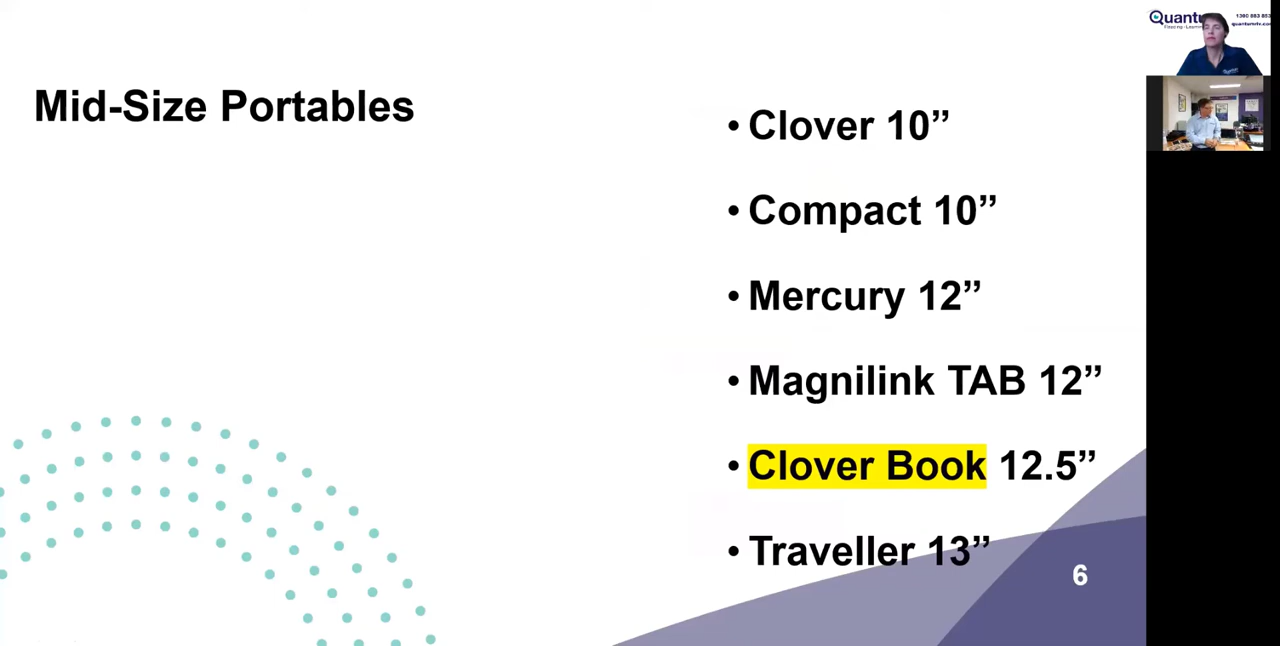 Mid-Size Portables
• Clover 10”
• Compact 10”
• Mercury 12”
• Magnilink TAB 12”
• Clover Book 12.5”
• Traveller 13”
6